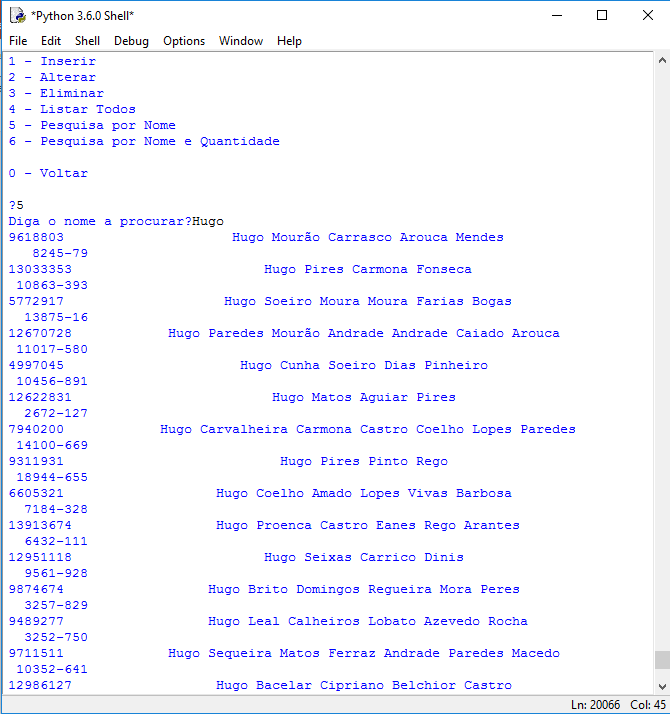 *Python 3.6.0 Shell*
File Edit Shell Debug Options Window Help
1 - Inserir
2 - Alterar
3 - Eliminar
4 - Listar Todos
5 - Pesquisa por Nome
6 - Pesquisa por Nome e Quantidade
0 - Voltar
?5
Diga o nome a procurar?Hugo
9618803 Hugo Mourão Carrasco Arouca Mendes
8245-79
13033353 Hugo Pires Carmona Fonseca
10863-393
5772917 Hugo Soeiro Moura Moura Farias Bogas
13875-16
12670728 Hugo Paredes Mourão Andrade Andrade Caiado Arouca
11017-580
4997045 Hugo Cunha Soeiro Dias Pinheiro
10456-891
12622831 Hugo Matos Aguiar Pires
2672-127
7940200 Hugo Carvalheira Carmona Castro Coelho Lopes Paredes
14100-669
9311931 Hugo Pires Pinto Rego
18944-655
6605321 Hugo Coelho Amado Lopes Vivas Barbosa
7184-328
13913674 Hugo Proenca Castro Eanes Rego Arantes
6432-111
12951118 Hugo Seixas Carrico Dinis
9561-928
9874674 Hugo Brito Domingos Regueira Mora Peres
3257-829
9489277 Hugo Leal Calheiros Lobato Azevedo Rocha
3252-750
9711511 Hugo Sequeira Matos Ferraz Andrade Paredes Macedo
10352-641
12986127 Hugo Bacelar Cipriano Belchior Castro
Ln: 20066 Col: 45